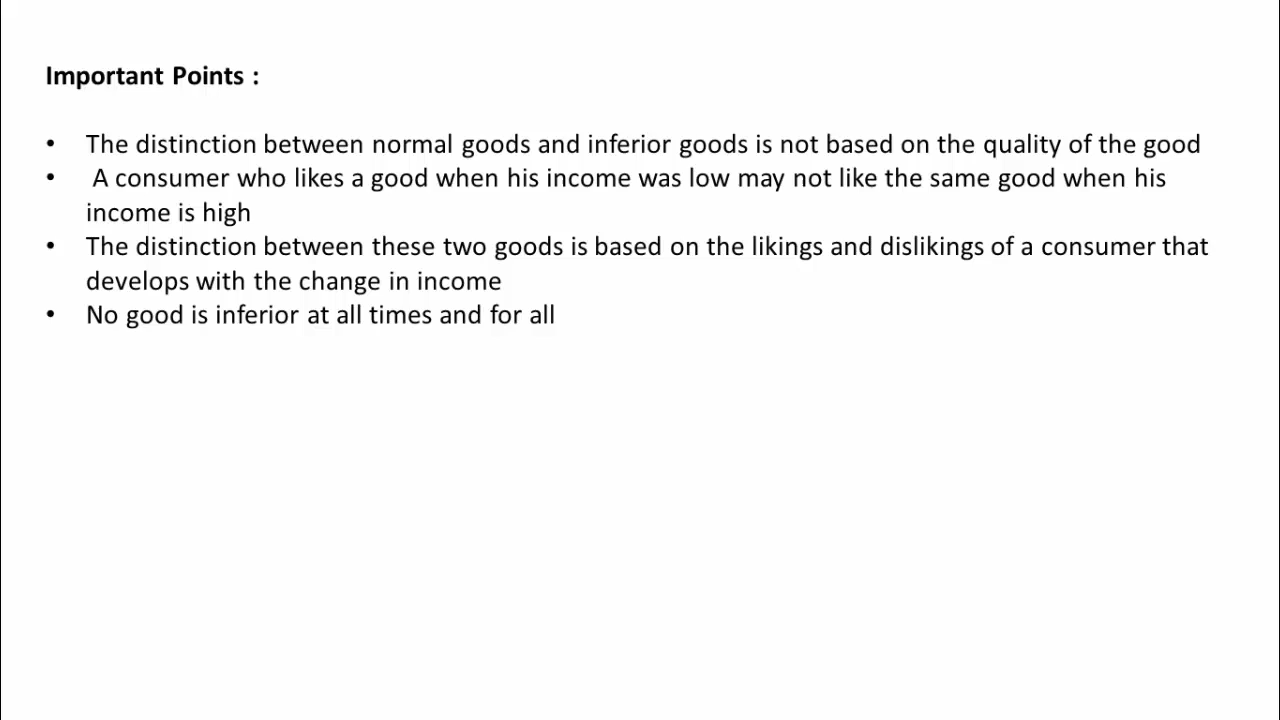 Important Points :
• The distinction between normal goods and inferior goods is not based on the quality of the good
• A consumer who likes a good when his income was low may not like the same good when his
income is high
• The distinction between these two goods is based on the likings and dislikings of a consumer that
develops with the change in income
• No good is inferior at all times and for all